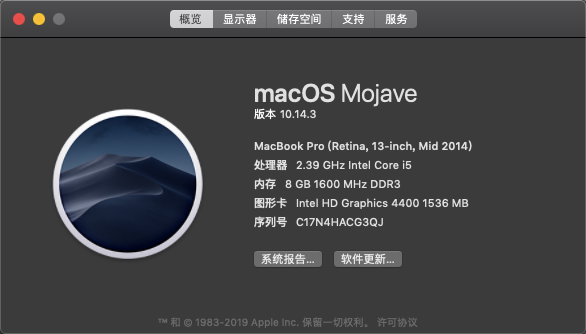 概览 显示器 储存空间 支持 服务
macOS Mojave
版本 10.14.3
MacBook Pro (Retina, 13-inch, Mid 2014)
处理器 2.39 GHz Intel Core i5
内存 8 GB 1600 MHz DDR3
图形卡 Intel HD Graphics 4400 1536 MB
序列号 C17N4HACG3QJ
系统报告... 软件更新...
™ 和 © 1983-2019 Apple Inc. 保留一切权利。 许可协议